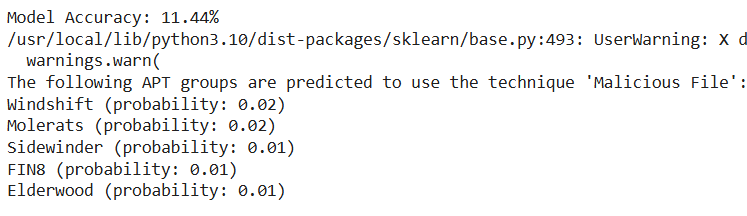 Model Accuracy: 11.44%
/usr/local/lib/python3.10/dist-packages/sklearn/base.py:493: UserWarning: X d
  warnings.warn(
The following APT groups are predicted to use the technique 'Malicious File':
Windshift (probability: 0.02)
Molerats (probability: 0.02)
Sidewinder (probability: 0.01)
FIN8 (probability: 0.01)
Elderwood (probability: 0.01)